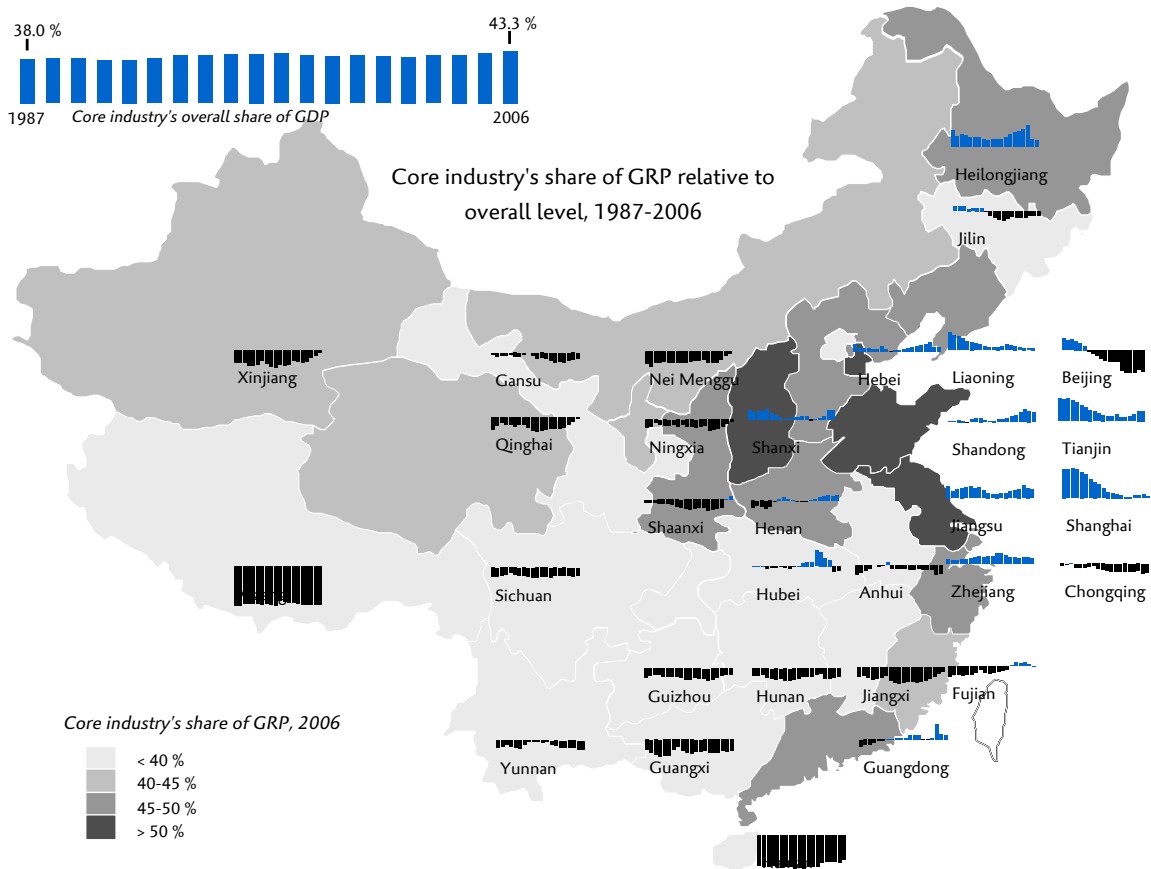 38.0 %
43.3 %
1987
Core industry's overall share of GDP
2006
Core industry's share of GRP relative to
overall level, 1987-2006
Heilongjiang
Jilin
Xinjiang
Gansu
Nei Menggu
Hebei
Liaoning
Beijing
Qinghai
Ningxia
Shanxi
Shandong
Tianjin
Shaanxi
Henan
Jiangsu
Shanghai
Sichuan
Hubei
Anhui
Zhejiang
Chongqing
Guizhou
Hunan
Jiangxi
Fujian
Yunnan
Guangxi
Guangdong
Core industry's share of GRP, 2006
< 40 %
40-45 %
45-50 %
> 50 %